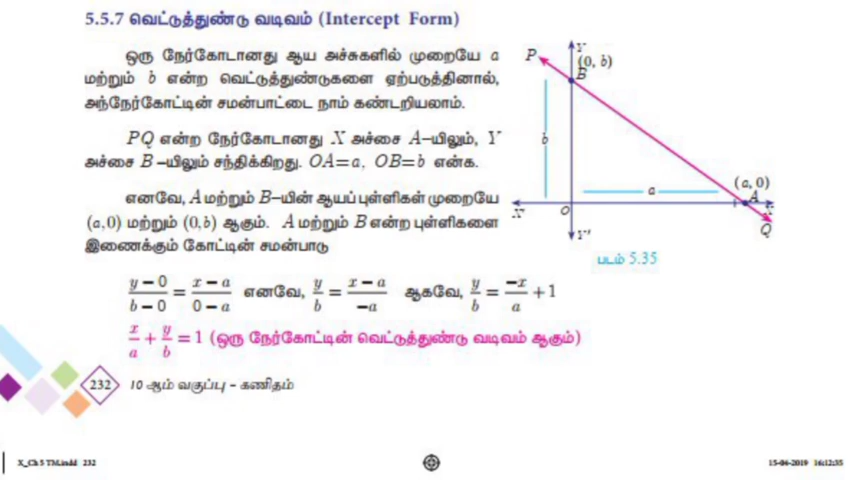 5.5.7 வெட்டுத்துண்டு வடிவம் (Intercept Form)
ஒரு நேர்கோடானது ஆய அச்சுகளில் முறையே a
மற்றும் b என்ற வெட்டுத்துண்டுகளை ஏற்படுத்தினால்,
அந்நேர்கோட்டின் சமன்பாட்டை நாம் கண்டறியலாம்.
PQ என்ற நேர்கோடானது X அச்சை A–யிலும், Y
அச்சை B –யிலும் சந்திக்கிறது. OA=a, OB=b என்க.
எனவே, A மற்றும் B–யின் ஆயப்புள்ளிகள் முறையே
(a,0) மற்றும் (0,b) ஆகும். A மற்றும் B என்ற புள்ளிகளை
இணைக்கும் கோட்டின் சமன்பாடு
P
Y
(0, b)
B
b
a
(a, 0)
A
X'
O
X
Y'
Q
படம் 5.35
(y − 0)/(b − 0) = (x − a)/(0 − a) எனவே, y/b = (x − a)/(−a) ஆகவே, y/b = (−x)/a + 1
x/a + y/b = 1 (ஒரு நேர்கோட்டின் வெட்டுத்துண்டு வடிவம் ஆகும்)
232 10 ஆம் வகுப்பு – கணிதம்
X_Ch 5 TM.indd 232
15-06-2019 16:12:35